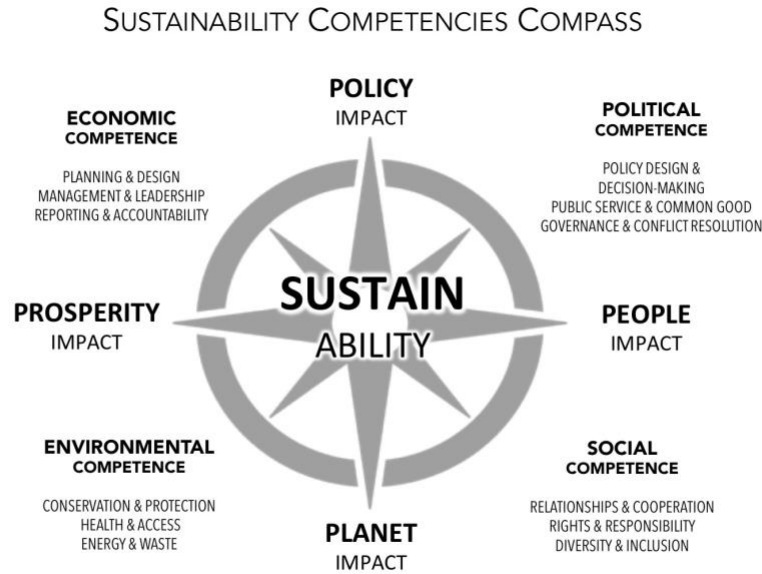 SUSTAINABILITY COMPETENCIES COMPASS
POLICY
IMPACT
ECONOMIC
COMPETENCE
PLANNING & DESIGN
MANAGEMENT & LEADERSHIP
REPORTING & ACCOUNTABILITY
POLITICAL
COMPETENCE
POLICY DESIGN &
DECISION-MAKING
PUBLIC SERVICE & COMMON GOOD
GOVERNANCE & CONFLICT RESOLUTION
PROSPERITY
IMPACT
SUSTAIN
ABILITY
PEOPLE
IMPACT
ENVIRONMENTAL
COMPETENCE
CONSERVATION & PROTECTION
HEALTH & ACCESS
ENERGY & WASTE
SOCIAL
COMPETENCE
RELATIONSHIPS & COOPERATION
RIGHTS & RESPONSIBILITY
DIVERSITY & INCLUSION
PLANET
IMPACT